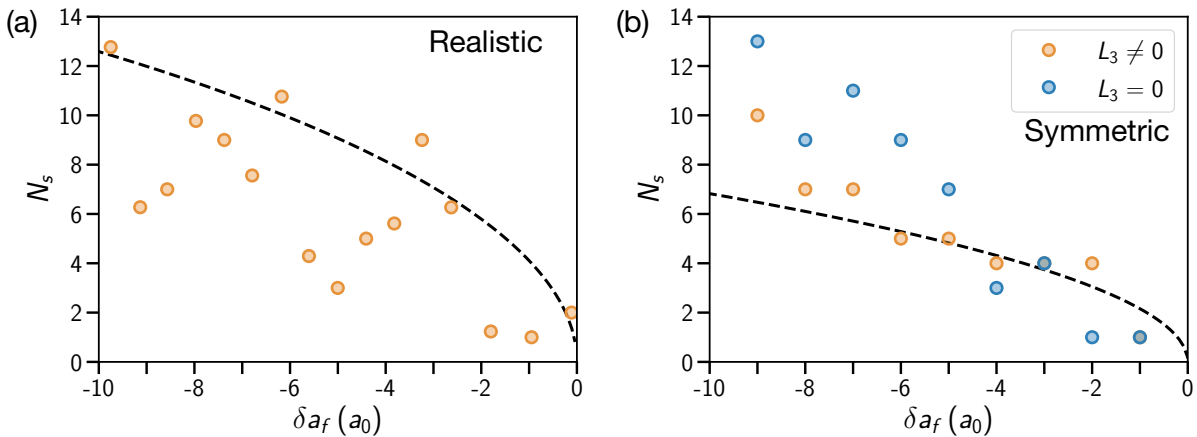 (a)
Realistic
N_s
14
12
10
8
6
4
2
0
-10 -8 -6 -4 -2 0
δa_f (a_0)
(b)
L_3 ≠ 0
L_3 = 0
Symmetric
N_s
14
12
10
8
6
4
2
0
-10 -8 -6 -4 -2 0
δa_f (a_0)